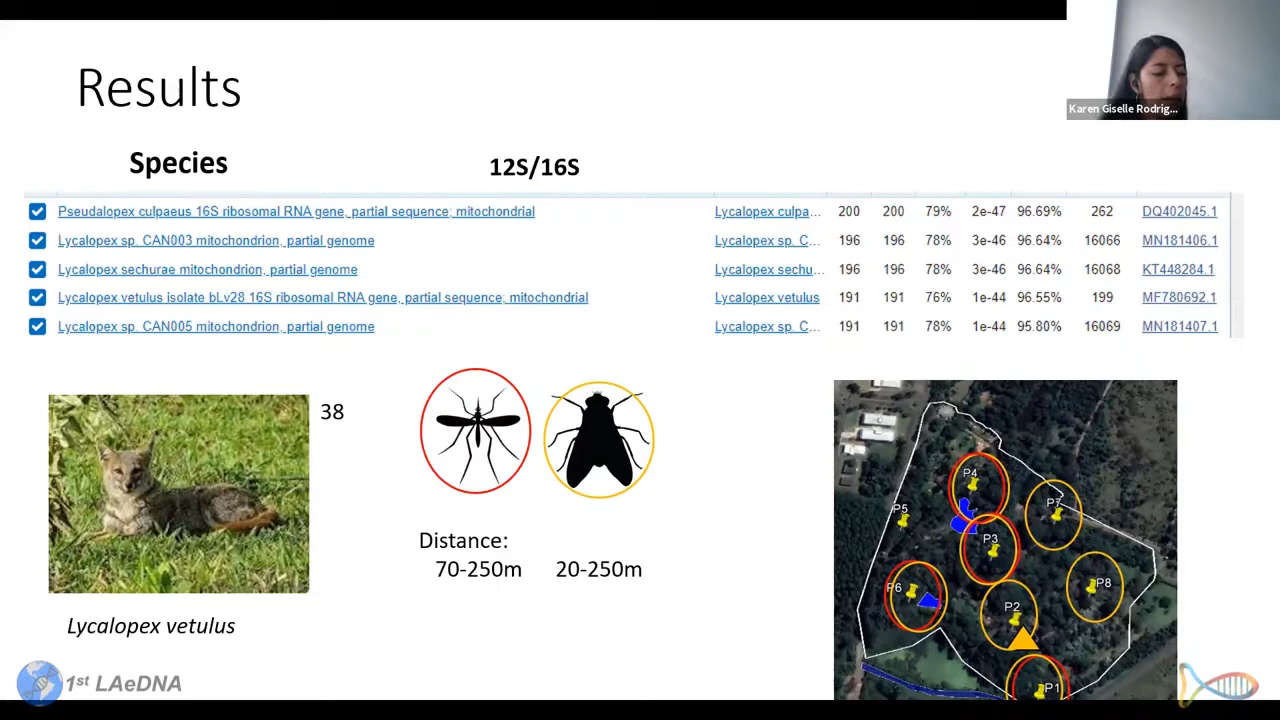 Results
Karen Giselle Rodrig...
Species
12S/16S
Pseudalopex culpaeus 16S ribosomal RNA gene, partial sequence; mitochondrial Lycalopex culpa... 200 200 79% 2e-47 96.69% 262 DQ402045.1
Lycalopex sp. CAN003 mitochondrion, partial genome Lycalopex sp. C... 196 196 78% 3e-46 96.64% 16066 MN181406.1
Lycalopex sechurae mitochondrion, partial genome Lycalopex sechu... 196 196 78% 3e-46 96.64% 16068 KT448284.1
Lycalopex vetulus isolate bLv28 16S ribosomal RNA gene, partial sequence; mitochondrial Lycalopex vetulus 191 191 76% 1e-44 96.55% 199 MF780692.1
Lycalopex sp. CAN005 mitochondrion, partial genome Lycalopex sp. C... 191 191 78% 1e-44 95.80% 16069 MN181407.1
38
Distance:
70-250m 20-250m
Lycalopex vetulus
P4
P7
P5
P3
P8
P6
P2
P1
1st LAeDNA